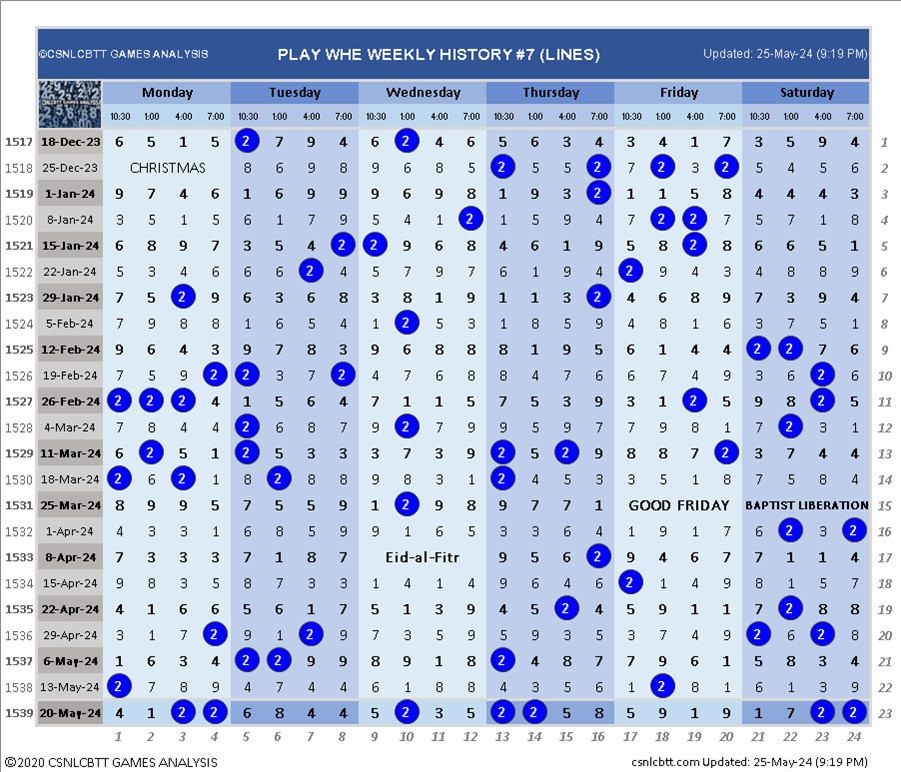 ©CSNLCBTT GAMES ANALYSIS PLAY WHE WEEKLY HISTORY #7 (LINES) Updated: 25-May-24 (9:19 PM)
Monday Tuesday Wednesday Thursday Friday Saturday
10:30 1:00 4:00 7:00 10:30 1:00 4:00 7:00 10:30 1:00 4:00 7:00 10:30 1:00 4:00 7:00 10:30 1:00 4:00 7:00 10:30 1:00 4:00 7:00
1517 18-Dec-23 6 5 1 5 2 7 9 4 6 2 4 6 5 6 3 4 3 4 1 7 3 5 9 4 1
1518 25-Dec-23 CHRISTMAS 8 6 9 8 9 6 8 5 2 8 6 2 7 2 3 2 5 4 5 6 2
1519 1-Jan-24 9 7 4 6 1 6 9 9 9 6 9 8 1 9 3 2 1 1 5 8 4 4 4 3 3
1520 8-Jan-24 3 5 1 5 6 1 7 9 5 4 1 2 1 5 9 4 7 2 2 7 5 7 1 8 4
1521 15-Jan-24 6 8 9 7 3 5 4 2 2 9 6 8 4 6 1 9 5 8 2 8 6 6 5 1 5
1522 22-Jan-24 5 3 4 6 6 6 2 4 5 7 9 7 6 1 9 4 2 9 4 3 4 8 8 9 6
1523 29-Jan-24 7 5 2 9 6 3 6 8 3 8 1 9 1 1 3 2 4 6 8 9 7 3 9 4 7
1524 5-Feb-24 7 9 8 8 1 6 5 4 1 2 5 3 1 8 5 9 4 8 1 6 3 7 5 1 8
1525 12-Feb-24 9 6 4 3 9 7 8 3 9 6 8 8 8 1 9 5 6 1 4 4 2 2 7 6 9
1526 19-Feb-24 7 5 9 2 2 3 7 2 4 7 6 8 8 4 7 6 6 7 4 9 3 6 2 6 10
1527 26-Feb-24 2 2 2 4 1 5 6 4 7 1 1 5 7 5 3 9 3 1 2 5 9 8 2 5 11
1528 4-Mar-24 7 8 4 4 2 6 8 7 9 2 7 9 9 5 9 7 7 9 8 1 7 2 3 1 12
1529 11-Mar-24 6 2 5 1 2 5 3 3 3 7 3 9 2 5 2 9 8 8 7 2 3 7 4 4 13
1530 18-Mar-24 2 6 2 1 8 2 8 8 9 8 3 1 2 4 5 3 3 5 1 8 7 5 8 4 14
1531 25-Mar-24 8 9 9 5 7 5 5 9 1 2 9 8 9 7 7 1 GOOD FRIDAY BAPTIST LIBERATION 15
1532 1-Apr-24 4 3 3 1 6 8 5 9 9 1 6 5 3 3 6 4 1 9 1 7 6 2 3 2 16
1533 8-Apr-24 7 3 3 3 7 1 8 7 Eid-al-Fitr 9 5 6 2 9 4 6 7 7 1 1 4 17
1534 15-Apr-24 9 8 3 5 8 7 3 3 1 4 1 4 9 6 4 6 2 1 4 9 8 1 5 7 18
1535 22-Apr-24 4 1 6 6 5 6 1 7 5 1 3 9 4 5 2 4 5 9 1 1 7 2 8 8 19
1536 29-Apr-24 3 1 7 2 9 1 2 9 7 3 5 9 5 9 3 5 3 7 4 9 2 6 2 8 20
1537 6-May-24 1 6 3 4 2 2 9 9 8 9 1 8 2 4 8 7 7 9 6 1 5 8 3 4 21
1538 13-May-24 2 7 8 9 4 7 4 4 6 1 8 8 4 3 5 6 1 2 8 1 6 1 3 9 22
1539 20-May-24 4 1 2 2 6 8 4 4 5 2 3 5 2 2 5 8 5 9 1 9 1 7 2 2 23
1 2 3 4 5 6 7 8 9 10 11 12 13 14 15 16 17 18 19 20 21 22 23 24
©2020 CSNLCBTT GAMES ANALYSIS csnlcbtt.com Updated: 25-May-24 (9:19 PM)